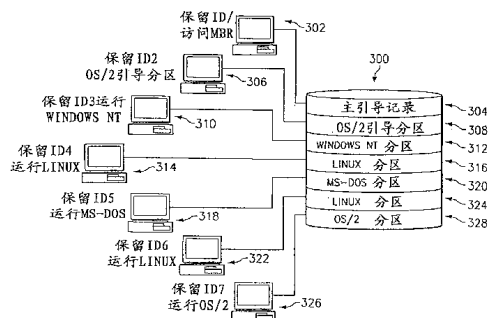 保留ID/
访问MBR
302
保留ID2
OS/2引导分区
306
保留ID3运行
WINDOWS NT
310
保留ID4
运行LINUX
314
保留ID5
运行MS-DOS
318
保留ID6
运行LINUX
322
保留ID7
运行OS/2
326
300
主引导记录
304
OS/2引导分区
308
WINDOWS NT 分区
312
LINUX 分区
316
MS-DOS 分区
320
LINUX 分区
324
OS/2 分区
328